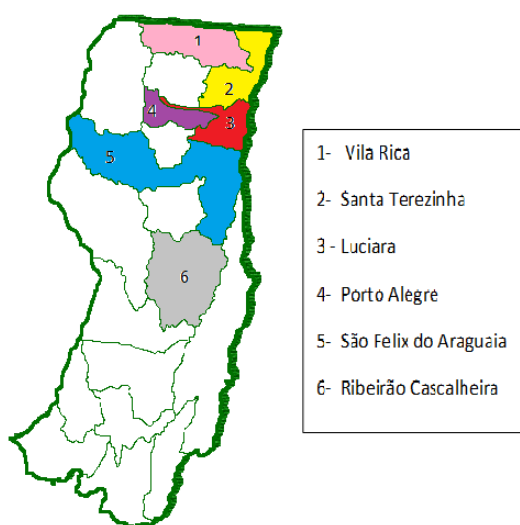 1
2
3
4
5
6
1- Vila Rica
2- Santa Terezinha
3 - Luciara
4- Porto Alegre
5- São Felix do Araguaia
6- Ribeirão Cascalheira